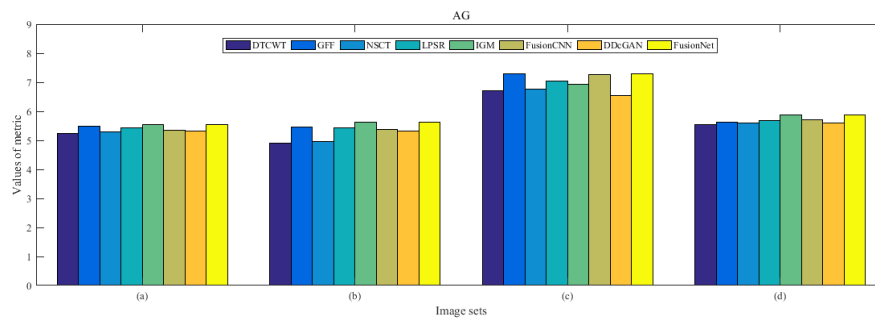 AG
9
8
7
6
5
4
3
2
1
0
Values of metric
DTCWT GFF NSCT LPSR IGM FusionCNN DDcGAN FusionNet
(a) (b) (c) (d)
Image sets